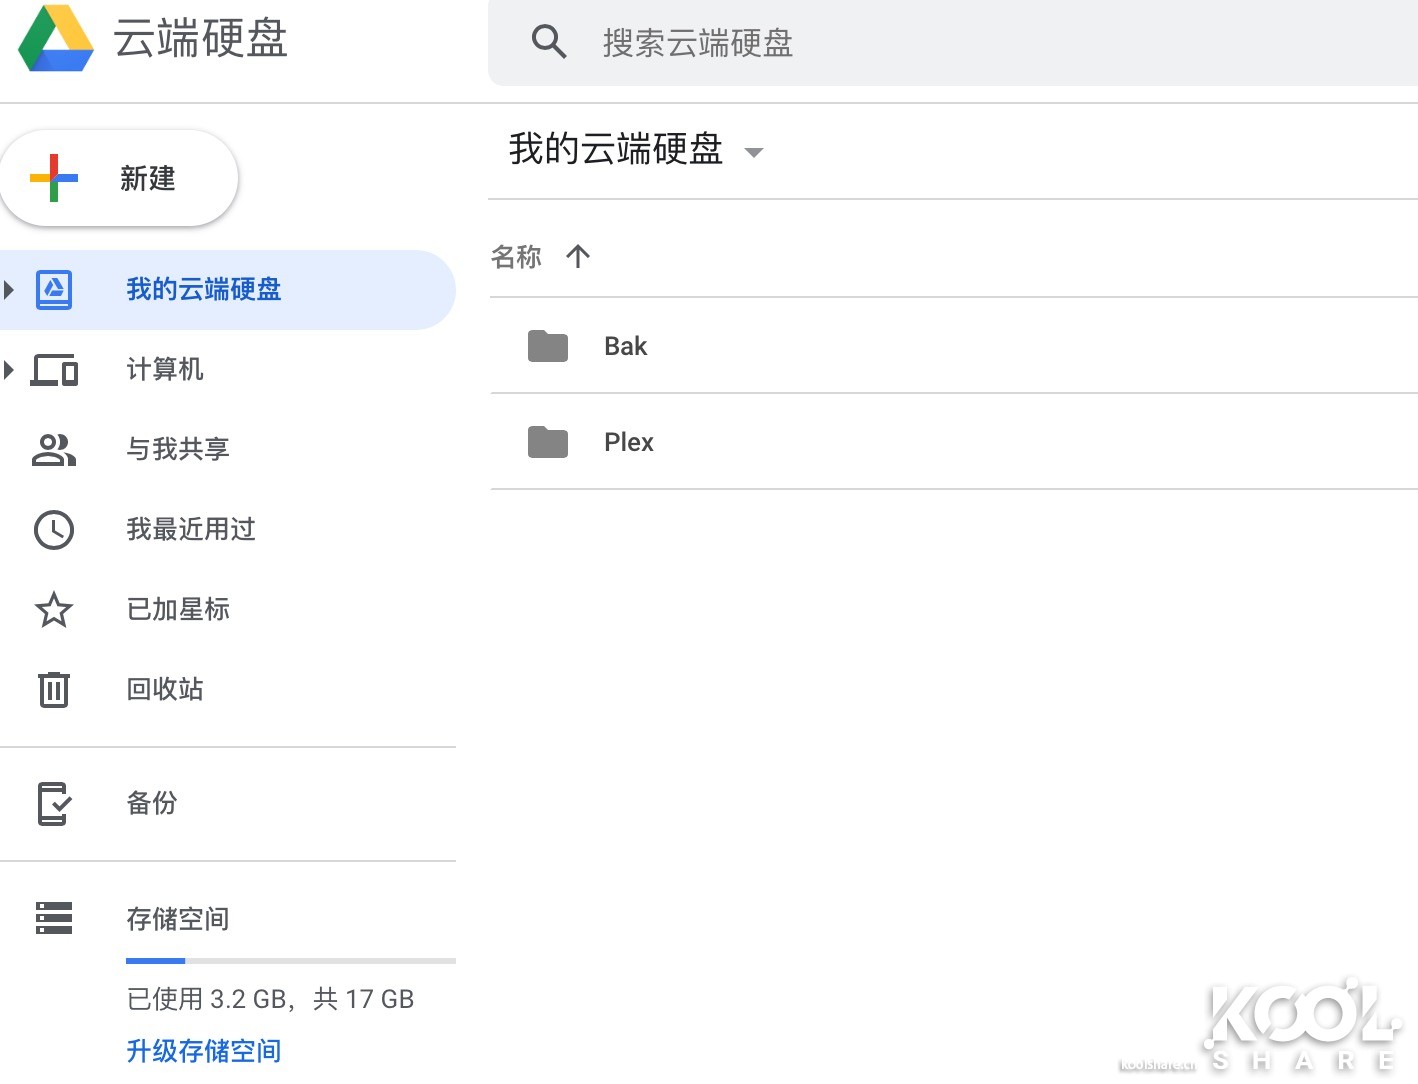 云端硬盘
搜索云端硬盘
新建
我的云端硬盘
名称
Bak
Plex
我的云端硬盘
计算机
与我共享
我最近用过
已加星标
回收站
备份
存储空间
已使用 3.2 GB，共 17 GB
升级存储空间
KOOL
koolshare.cn SHARE